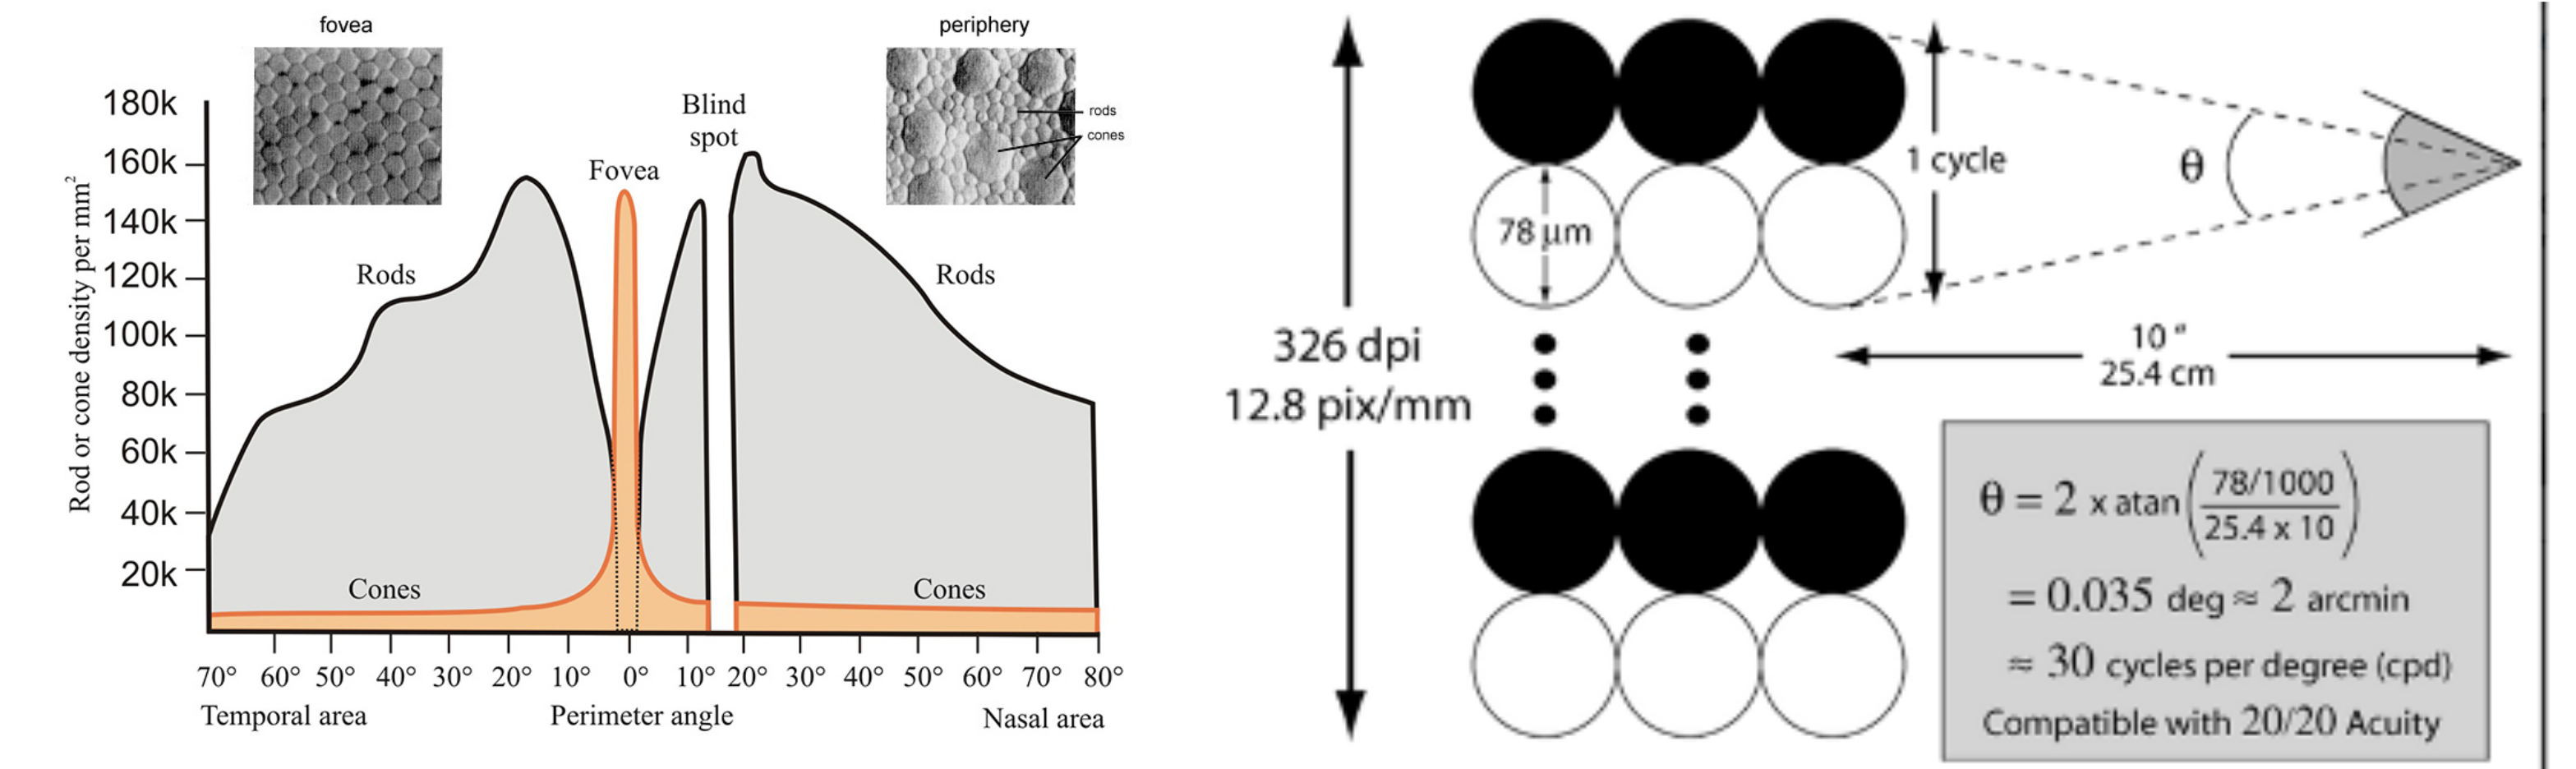 fovea
periphery
rods
cones
180k
160k
140k
120k
100k
80k
60k
40k
20k
Rod or cone density per mm²
Blind
spot
Fovea
Rods
Rods
Cones
Cones
70° 60° 50° 40° 30° 20° 10° 0° 10° 20° 30° 40° 50° 60° 70° 80°
Temporal area
Perimeter angle
Nasal area
326 dpi
12.8 pix/mm
78 µm
1 cycle
θ
10 "
25.4 cm
θ = 2 x atan(78/1000 / 25.4 x 10)
= 0.035 deg ≈ 2 arcmin
≈ 30 cycles per degree (cpd)
Compatible with 20/20 Acuity